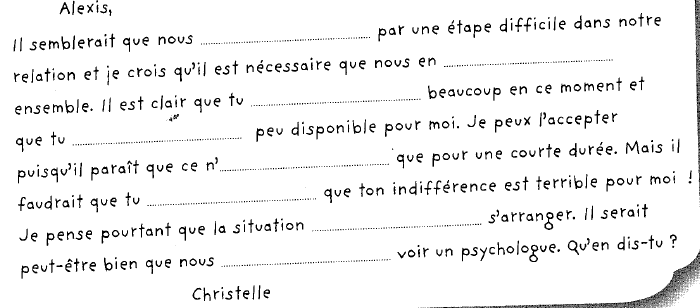 Alexis,
Il semblerait que nous .................... par une étape difficile dans notre
relation et je crois qu'il est nécessaire que nous en ....................
ensemble. Il est clair que tu .................... beaucoup en ce moment et
que tu .................... peu disponible pour moi. Je peux l'accepter
puisqu'il paraît que ce n'.................... que pour une courte durée. Mais il
faudrait que tu .................... que ton indifférence est terrible pour moi !
Je pense pourtant que la situation .................... s'arranger. Il serait
peut-être bien que nous .................... voir un psychologue. Qu'en dis-tu ?
Christelle